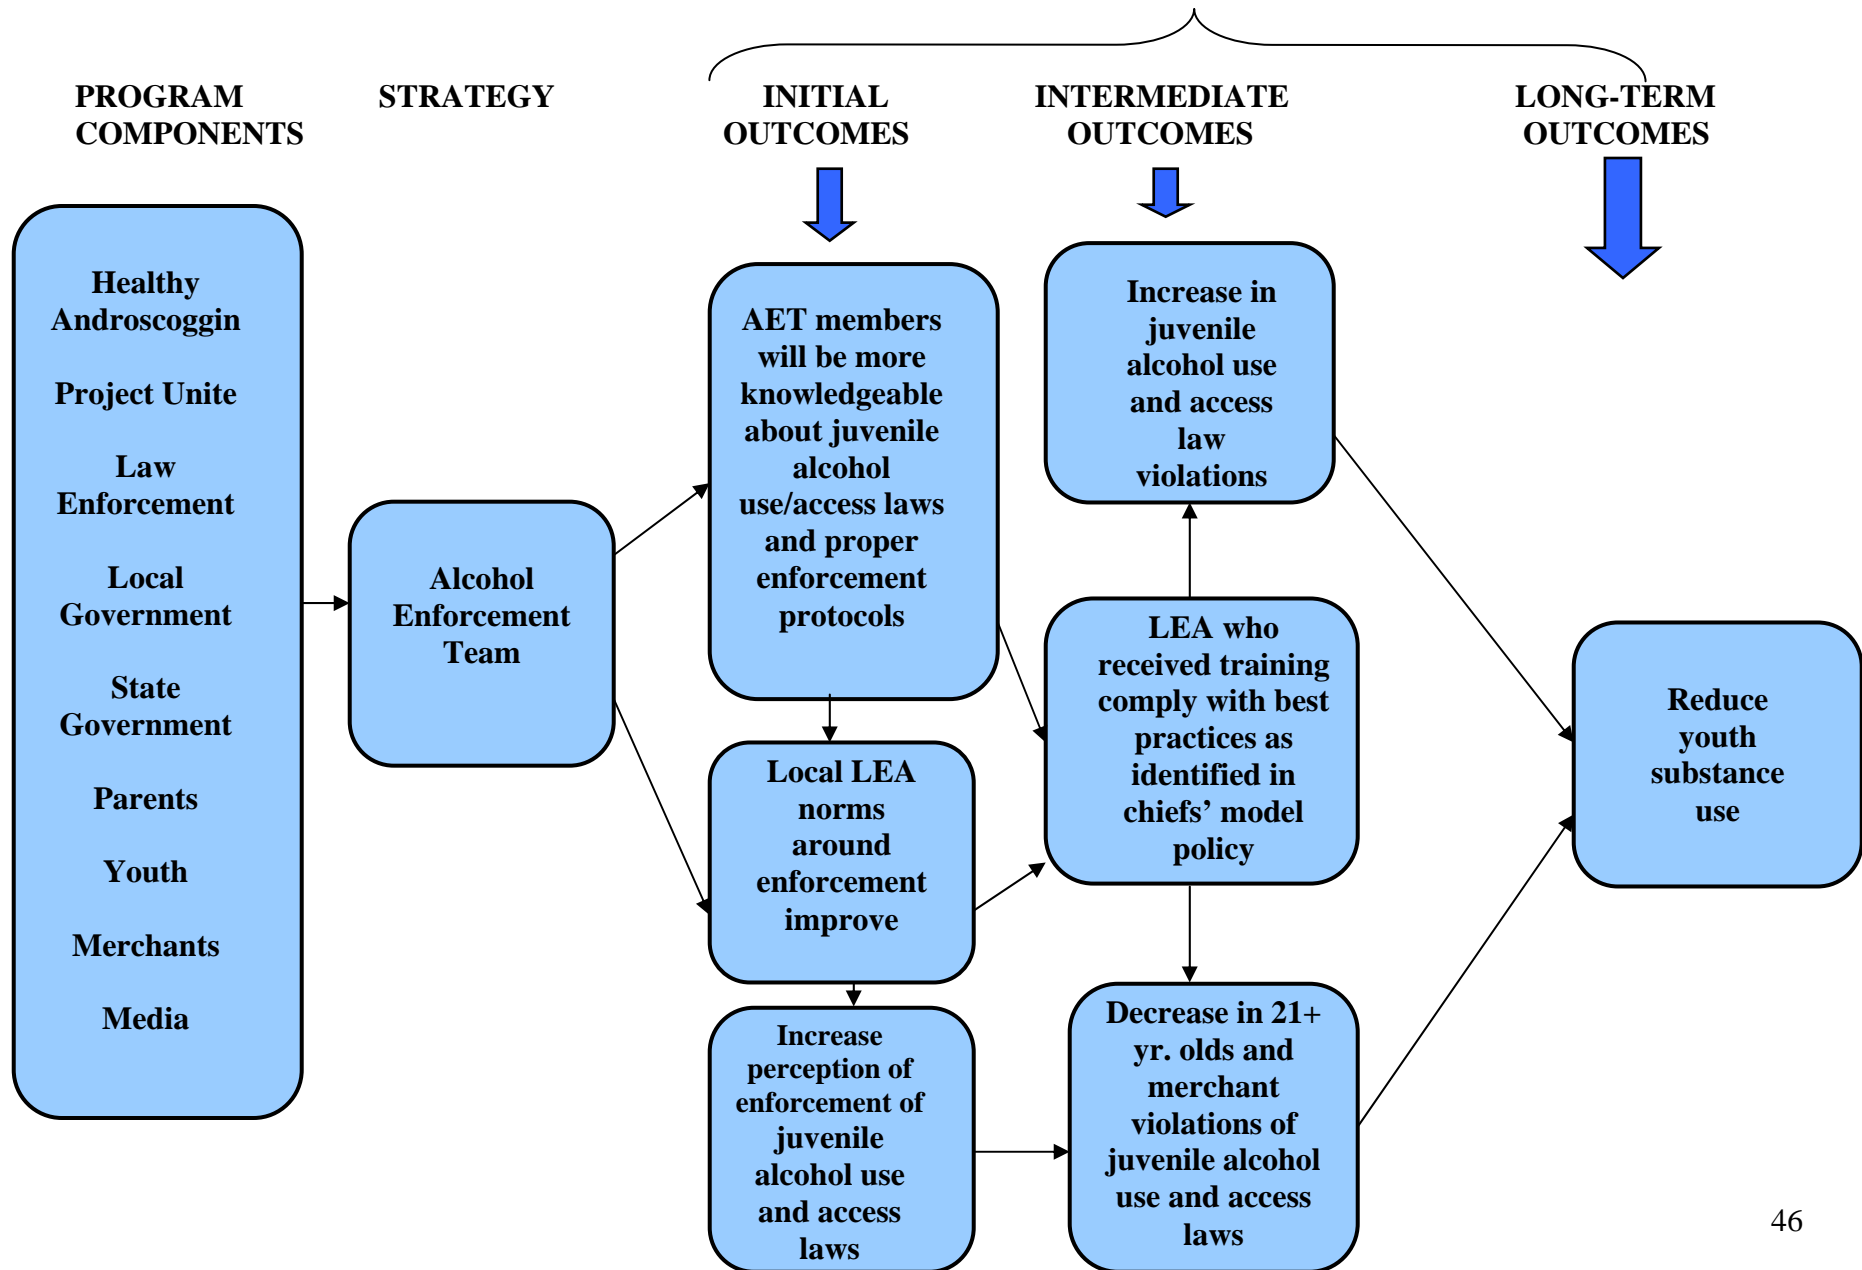 PROGRAM
COMPONENTS
STRATEGY
INITIAL
OUTCOMES
INTERMEDIATE
OUTCOMES
LONG-TERM
OUTCOMES
Healthy
Androscoggin
Project Unite
Law
Enforcement
Local
Government
State
Government
Parents
Youth
Merchants
Media
Alcohol
Enforcement
Team
AET members
will be more
knowledgeable
about juvenile
alcohol
use/access laws
and proper
enforcement
protocols
Local LEA
norms
around
enforcement
improve
Increase
perception of
enforcement of
juvenile
alcohol use
and access
laws
Increase in
juvenile
alcohol use
and access
law
violations
LEA who
received training
comply with best
practices as
identified in
chiefs’ model
policy
Decrease in 21+
yr. olds and
merchant
violations of
juvenile alcohol
use and access
laws
Reduce
youth
substance
use
46